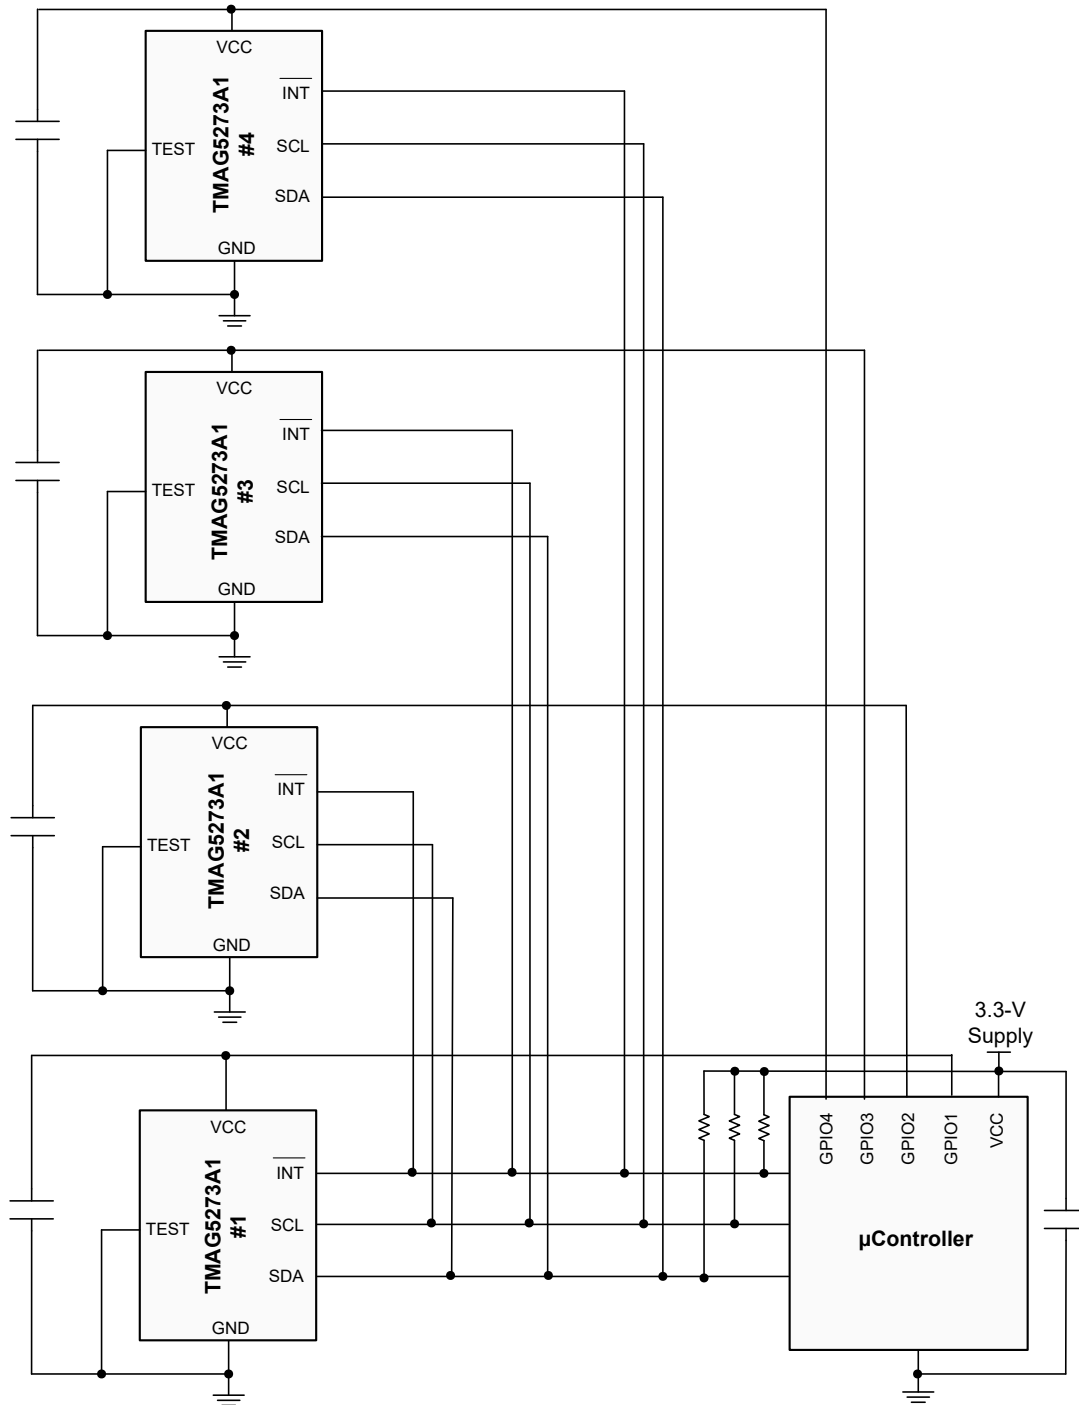 VCC
TMAG5273A1
#4
INT
SCL
SDA
TEST
GND
VCC
TMAG5273A1
#3
INT
SCL
SDA
TEST
GND
VCC
TMAG5273A1
#2
INT
SCL
SDA
TEST
GND
3.3-V
Supply
VCC
TMAG5273A1
#1
INT
SCL
SDA
TEST
GND
GPIO4
GPIO3
GPIO2
GPIO1
VCC
µController